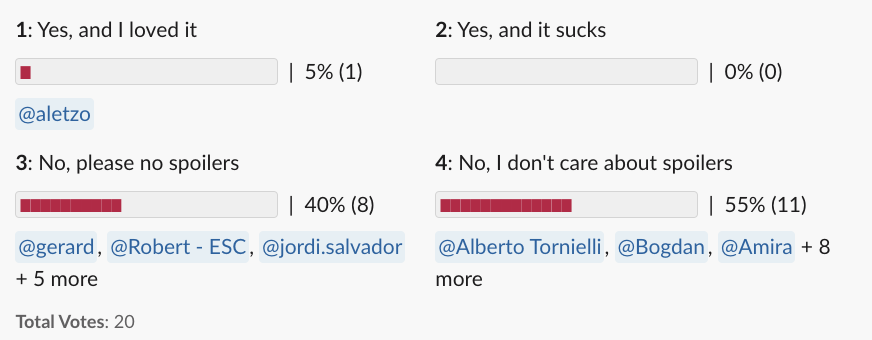 1: Yes, and I loved it
2: Yes, and it sucks
| 5% (1)
| 0% (0)
@aletzo
3: No, please no spoilers
4: No, I don't care about spoilers
| 40% (8)
| 55% (11)
@gerard, @Robert - ESC, @jordi.salvador
+ 5 more
@Alberto Tornielli, @Bogdan, @Amira + 8
more
Total Votes: 20